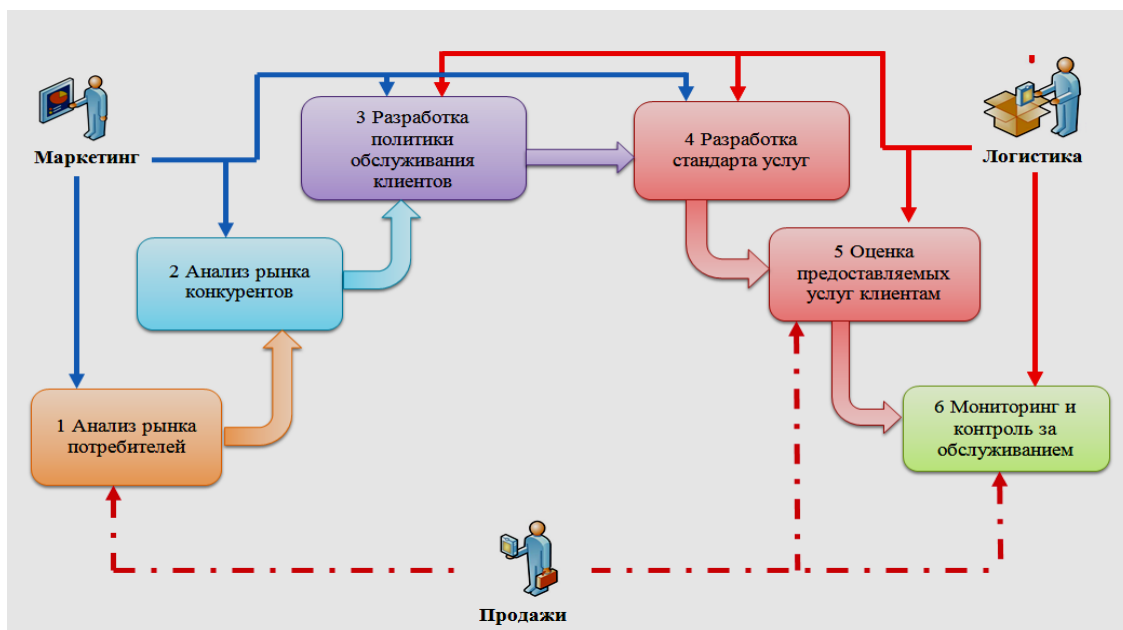 Маркетинг
3 Разработка
политики
обслуживания
клиентов
4 Разработка
стандарта услуг
Логистика
2 Анализ рынка
конкурентов
5 Оценка
предоставляемых
услуг клиентам
1 Анализ рынка
потребителей
6 Мониторинг и
контроль за
обслуживанием
Продажи